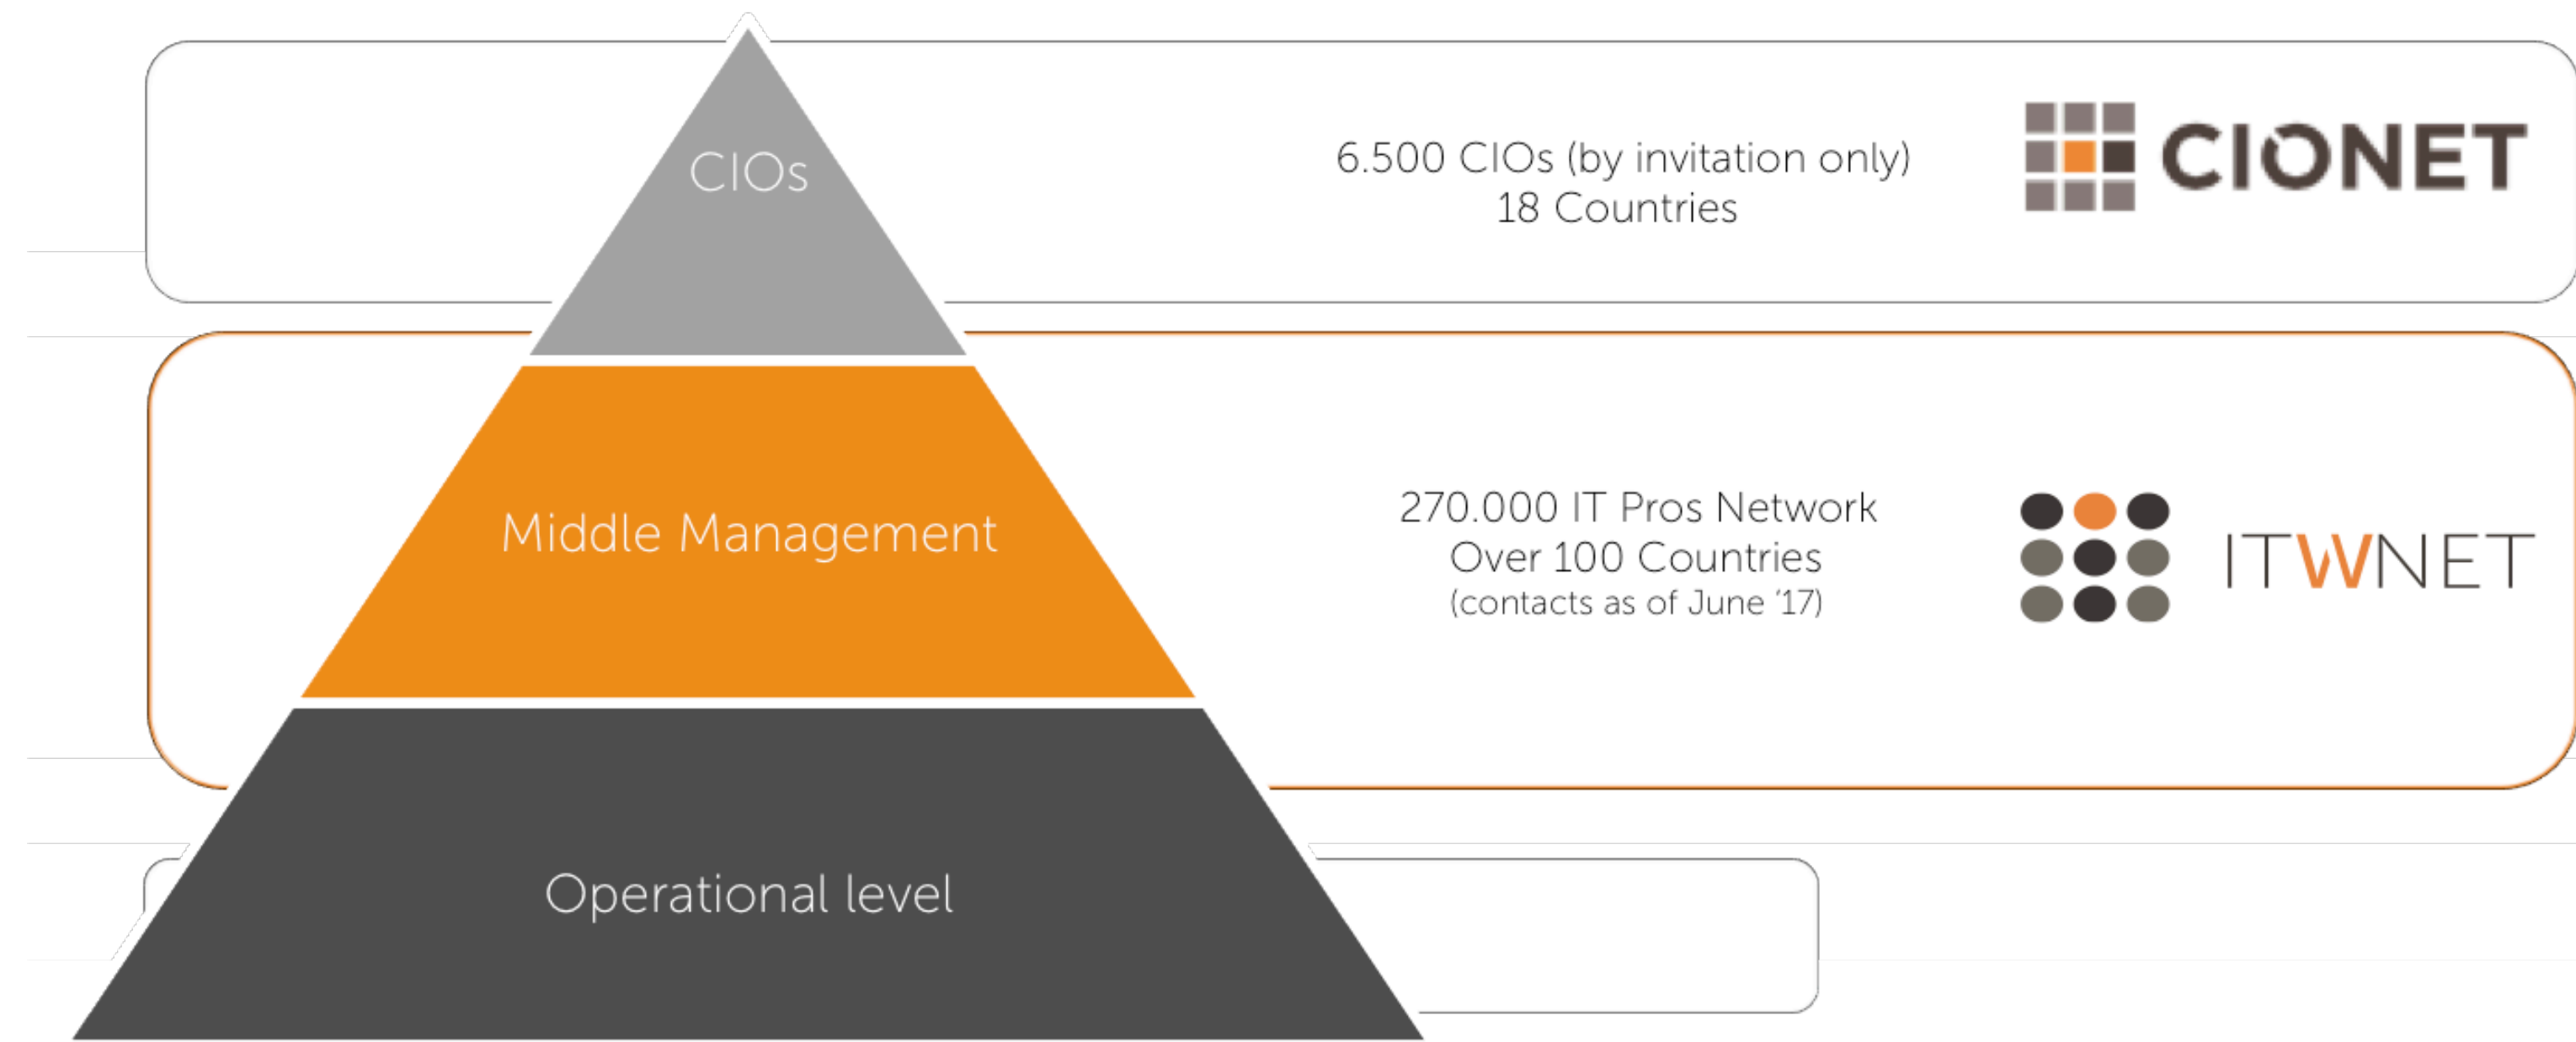 CIOs
6.500 CIOs (by invitation only)
18 Countries
CIONET
Middle Management
270.000 IT Pros Network
Over 100 Countries
(contacts as of June ‘17)
ITWNET
Operational level